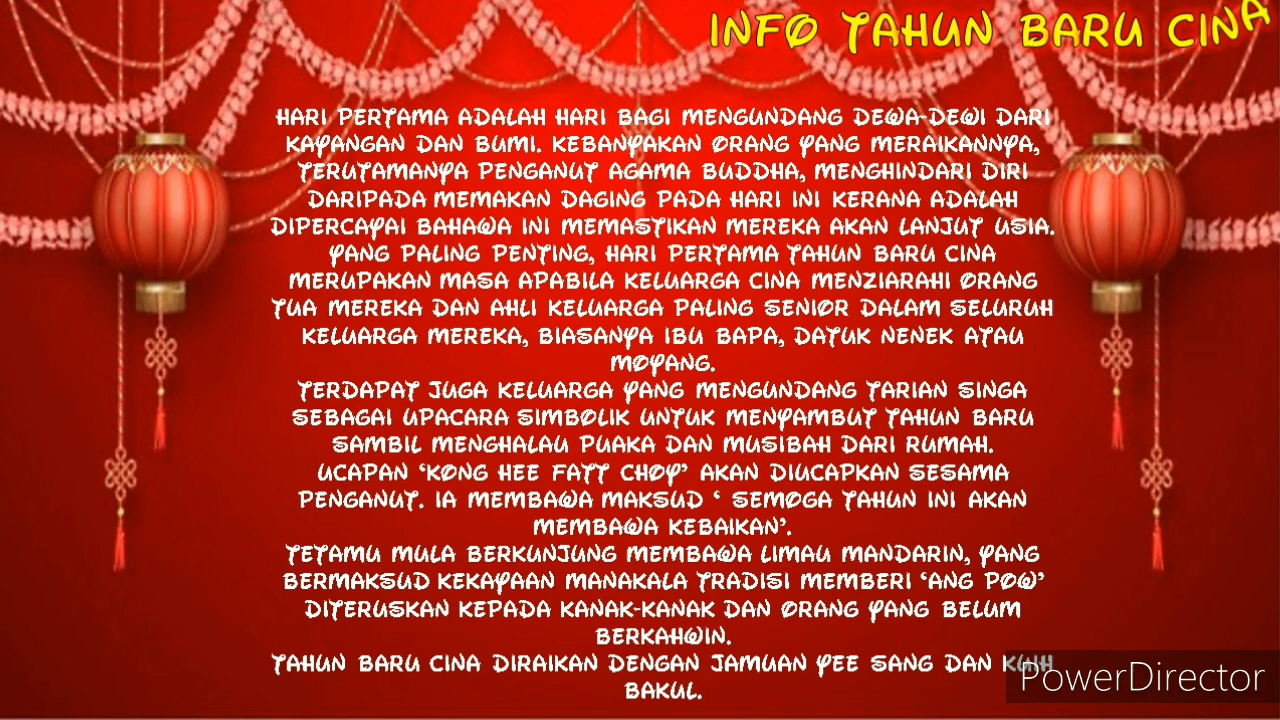 INFO TAHUN BARU CINA
HARI PERTAMA ADALAH HARI BAGI MENGUNDANG DEWA-DEWI DARI
KAYANGAN DAN BUMI. KEBANYAKAN ORANG YANG MERAIKANNYA,
TERUTAMANYA PENGANUT AGAMA BUDDHA, MENGHINDARI DIRI
DARIPADA MEMAKAN DAGING PADA HARI INI KERANA ADALAH
DIPERCAYAI BAHAWA INI MEMASTIKAN MEREKA AKAN LANJUT USIA.
YANG PALING PENTING, HARI PERTAMA TAHUN BARU CINA
MERUPAKAN MASA APABILA KELUARGA CINA MENZIARAHI ORANG
TUA MEREKA DAN AHLI KELUARGA PALING SENIOR DALAM SELURUH
KELUARGA MEREKA, BIASANYA IBU BAPA, DATUK NENEK ATAU
MOYANG.
TERDAPAT JUGA KELUARGA YANG MENGUNDANG TARIAN SINGA
SEBAGAI UPACARA SIMBOLIK UNTUK MENYAMBUT TAHUN BARU
SAMBIL MENGHALAU PUAKA DAN MUSIBAH DARI RUMAH.
UCAPAN ‘KONG HEE FATT CHOY’ AKAN DIUCAPKAN SESAMA
PENGANUT. IA MEMBAWA MAKSUD ‘ SEMOGA TAHUN INI AKAN
MEMBAWA KEBAIKAN’.
TETAMU MULA BERKUNJUNG MEMBAWA LIMAU MANDARIN, YANG
BERMAKSUD KEKAYAAN MANAKALA TRADISI MEMBERI ‘ANG POW’
DITERUSKAN KEPADA KANAK-KANAK DAN ORANG YANG BELUM
BERKAHWIN.
TAHUN BARU CINA DIRAIKAN DENGAN JAMUAN YEE SANG DAN KUIH
BAKUL.
PowerDirector